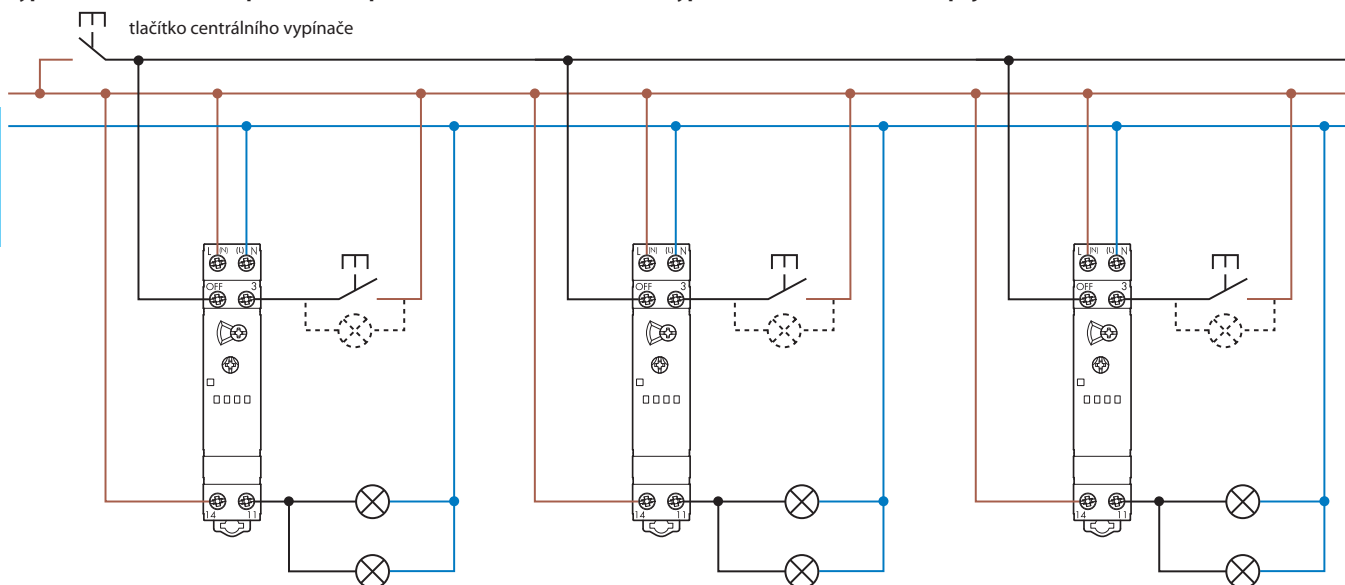 tlačítko centrálního vypínače
L (N) (L) N
OFF 3
14 11
L (N) (L) N
OFF 3
14 11
L (N) (L) N
OFF 3
14 11